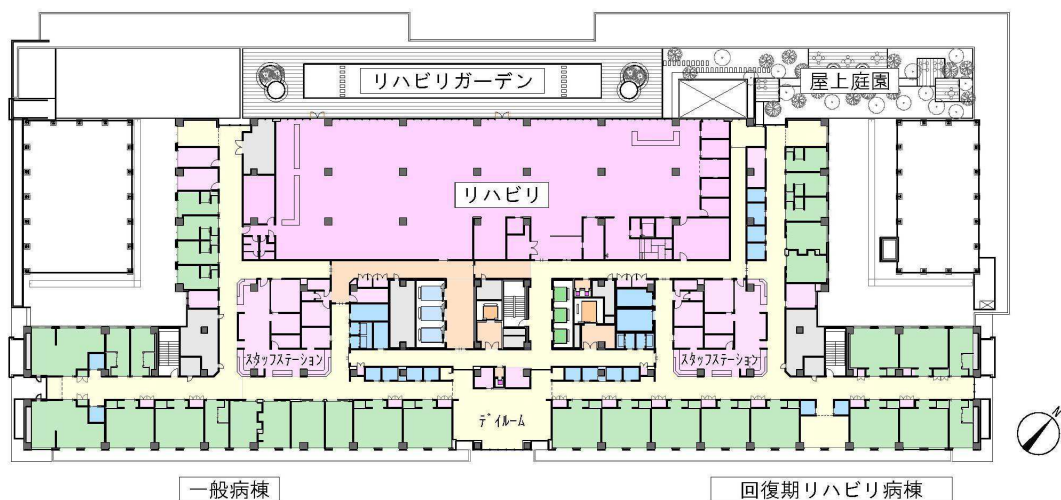 リハビリガーデン
屋上庭園
リハビリ
スタッフステーション
スタッフステーション
デイルーム
N
一般病棟
回復期リハビリ病棟